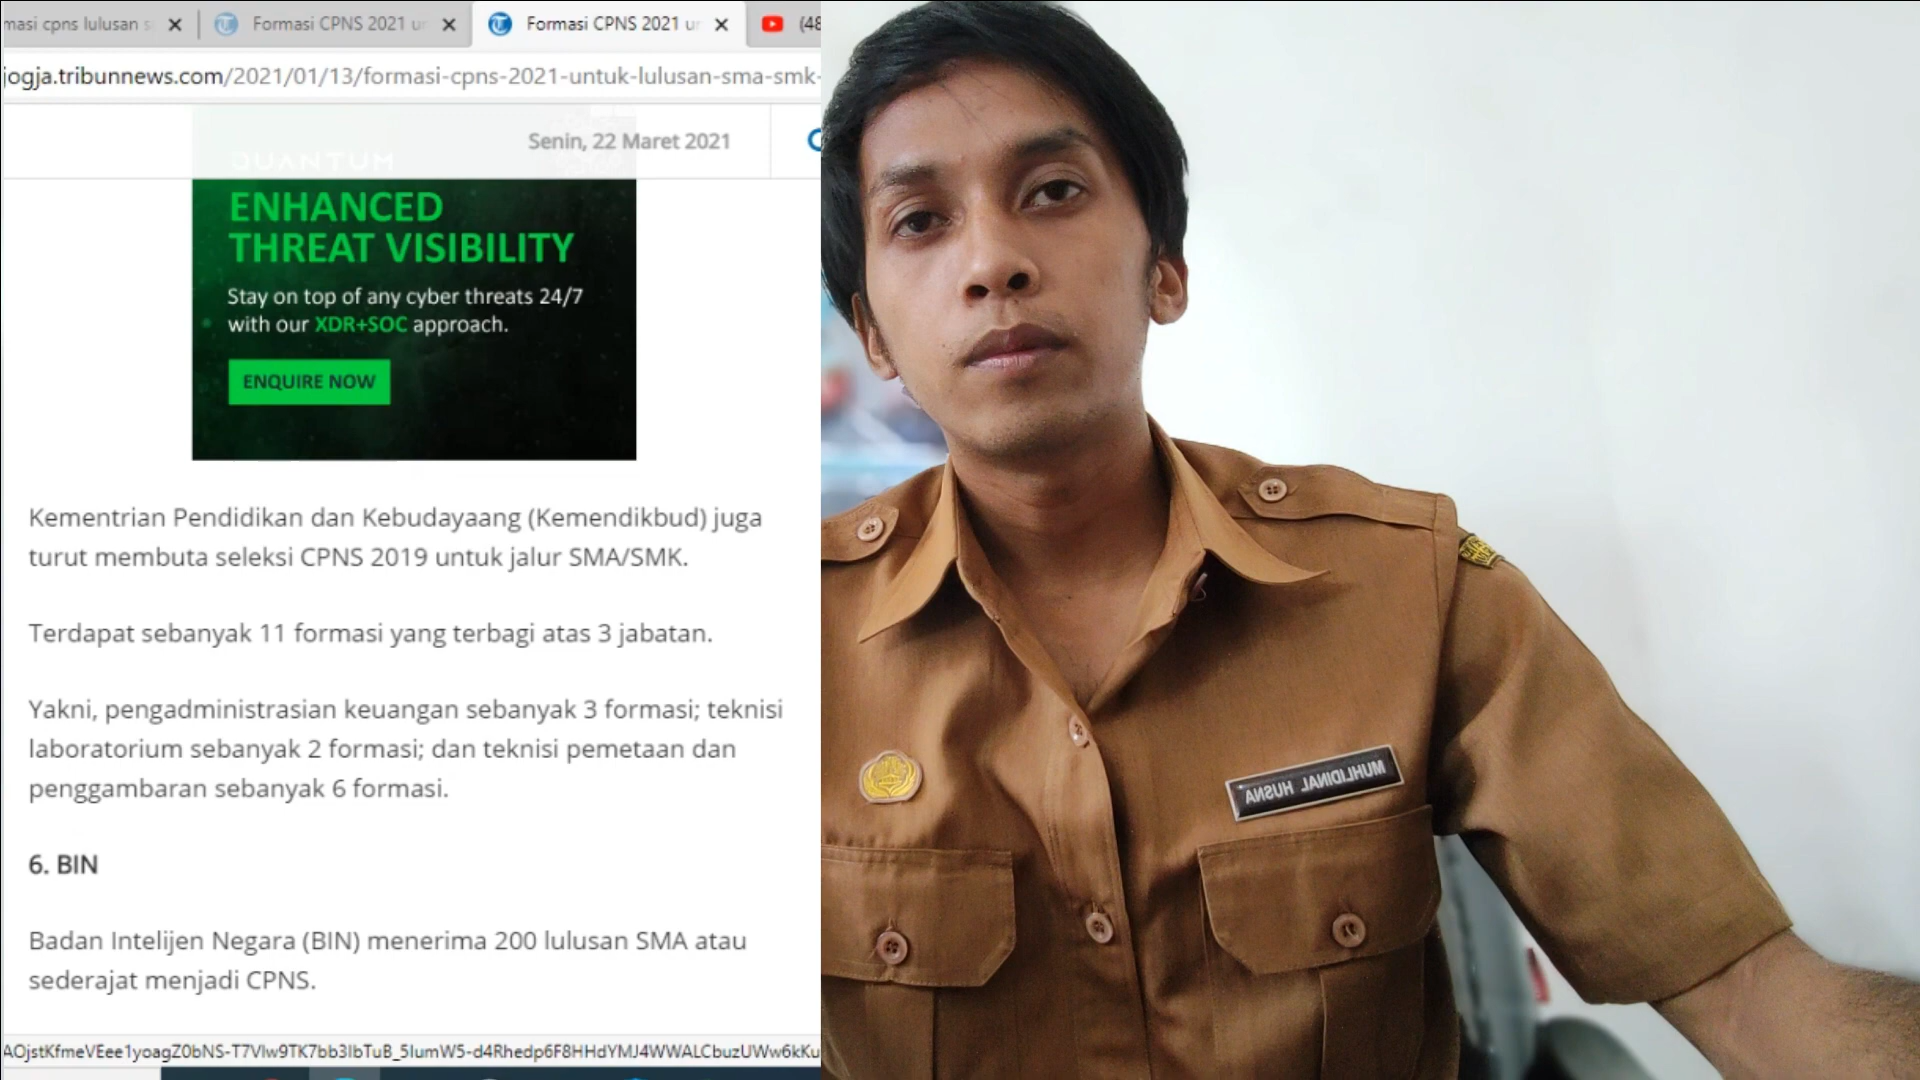 masi cpns lulusan s
Formasi CPNS 2021 ur
Formasi CPNS 2021 ur
(48
jogja.tribunnews.com/2021/01/13/formasi-cpns-2021-untuk-lulusan-sma-smk-
Senin, 22 Maret 2021
QUANTUM
ENHANCED
THREAT VISIBILITY
Stay on top of any cyber threats 24/7
with our XDR+SOC approach.
ENQUIRE NOW
Kementrian Pendidikan dan Kebudayaang (Kemendikbud) juga
turut membuta seleksi CPNS 2019 untuk jalur SMA/SMK.
Terdapat sebanyak 11 formasi yang terbagi atas 3 jabatan.
Yakni, pengadministrasian keuangan sebanyak 3 formasi; teknisi
laboratorium sebanyak 2 formasi; dan teknisi pemetaan dan
penggambaran sebanyak 6 formasi.
6. BIN
Badan Intelijen Negara (BIN) menerima 200 lulusan SMA atau
sederajat menjadi CPNS.
MUHLIDINAL HUSNA